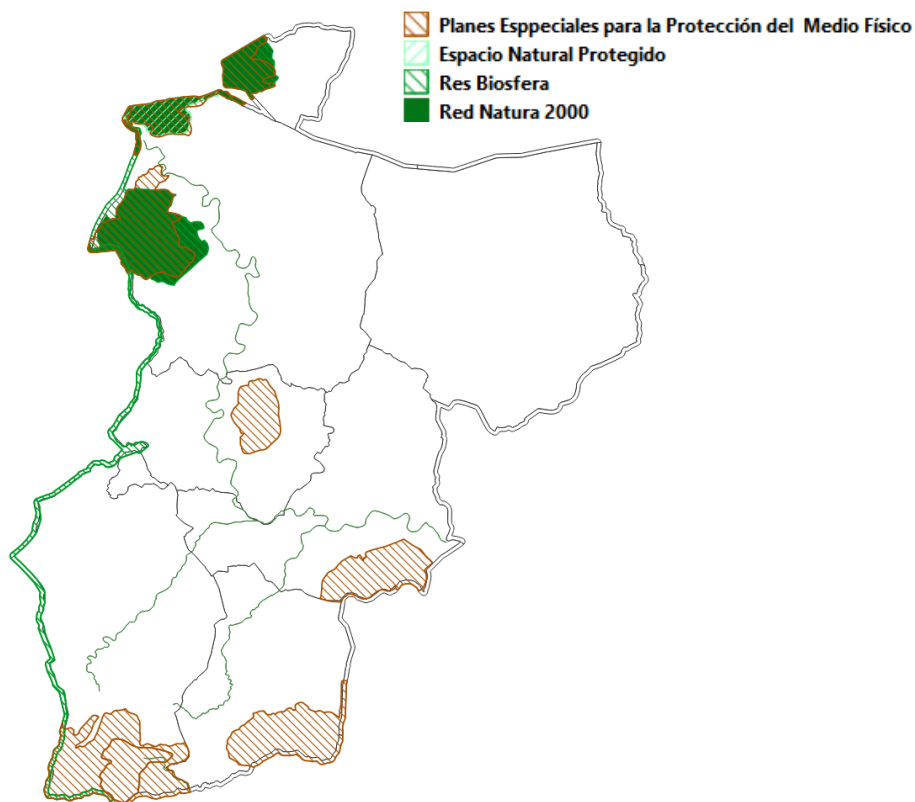 Planes Esppeciales para la Protección del Medio Físico
Espacio Natural Protegido
Res Biosfera
Red Natura 2000